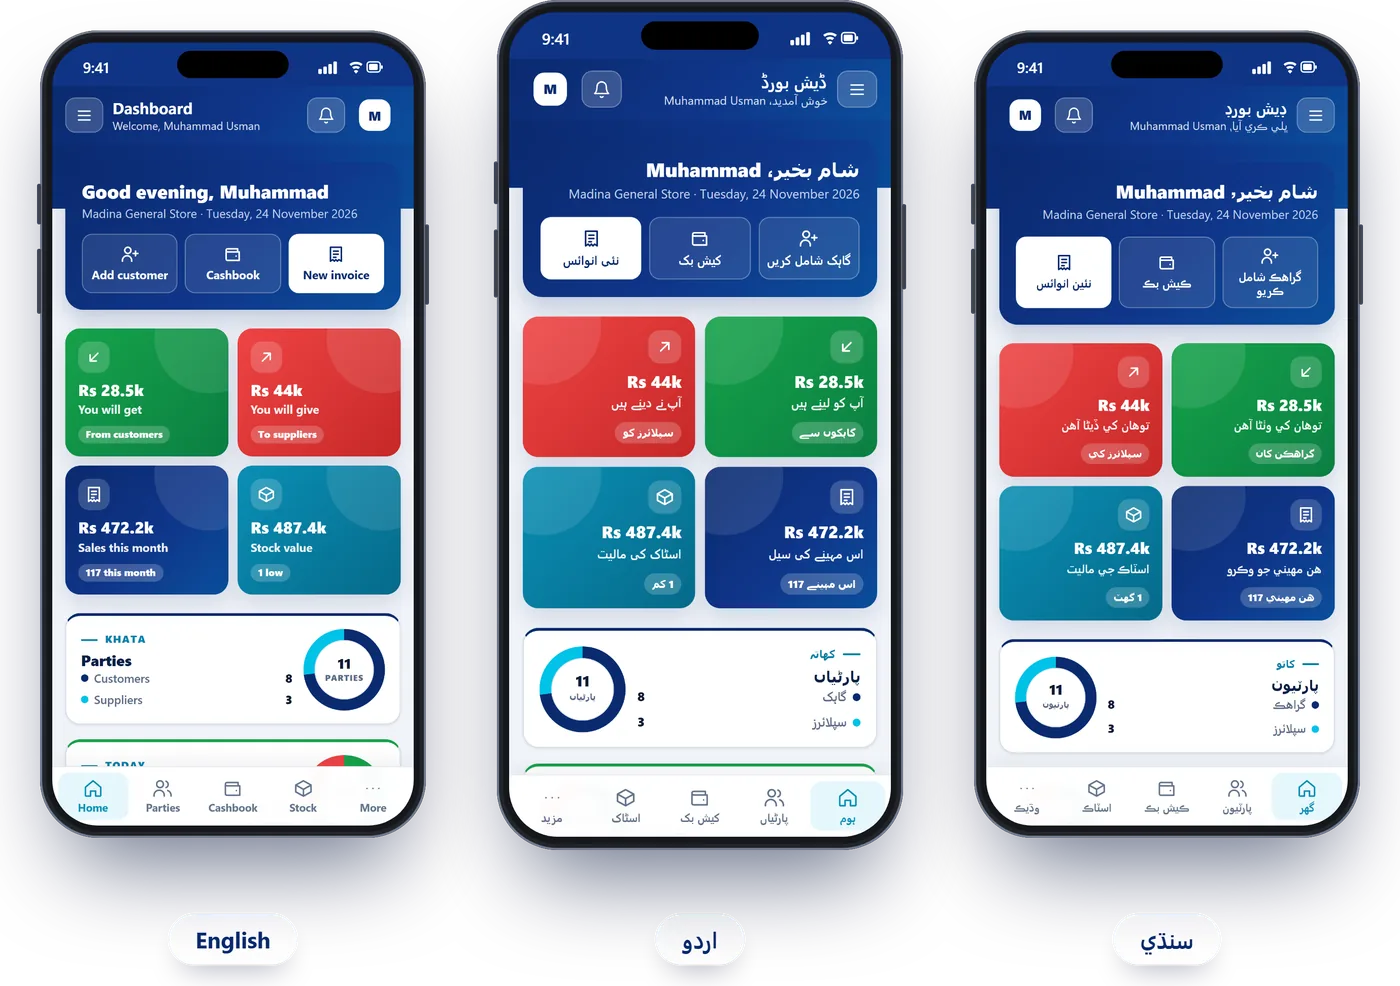 9:41
Dashboard
Welcome, Muhammad Usman
M
Good evening, Muhammad
Madina General Store · Tuesday, 24 November 2026
Add customer
Cashbook
New invoice
Rs 28.5k
You will get
From customers
Rs 44k
You will give
To suppliers
Rs 472.2k
Sales this month
117 this month
Rs 487.4k
Stock value
1 low
KHATA
Parties
Customers 8
Suppliers 3
11
PARTIES
TODAY
Home
Parties
Cashbook
Stock
More
English
9:41
ڈیش بورڈ
خوش آمدید، Muhammad Usman
M
شام بخیر، Muhammad
Madina General Store · Tuesday, 24 November 2026
گاہک شامل کریں
کیش بک
نئی انوائس
Rs 28.5k
آپ کو لینے ہیں
گاہکوں سے
Rs 44k
آپ نے دینے ہیں
سپلائرز کو
Rs 472.2k
اس مہینے کی سیل
اس مہینے 117
Rs 487.4k
اسٹاک کی مالیت
1 کم
کھاتہ
پارٹیاں
گاہک 8
سپلائرز 3
11
پارٹیاں
ہوم
پارٹیاں
کیش بک
اسٹاک
مزید
اردو
9:41
ڊيش بورڊ
ڀلي ڪري آيا، Muhammad Usman
M
شام بخير، Muhammad
Madina General Store · Tuesday, 24 November 2026
گراهڪ شامل
ڪريو
ڪيش بڪ
نئين انوائس
Rs 28.5k
توهان کي وٺڻا آهن
گراهڪن کان
Rs 44k
توهان کي ڏيڻا آهن
سپلائرز کي
Rs 472.2k
هن مهيني جو وڪرو
هن مهيني 117
Rs 487.4k
اسٽاڪ جي ماليت
1 گهٽ
کاتو
پارٽيون
گراهڪ 8
سپلائرز 3
11
پارٽيون
گهر
پارٽيون
ڪيش بڪ
اسٽاڪ
وڌيڪ
سنڌي